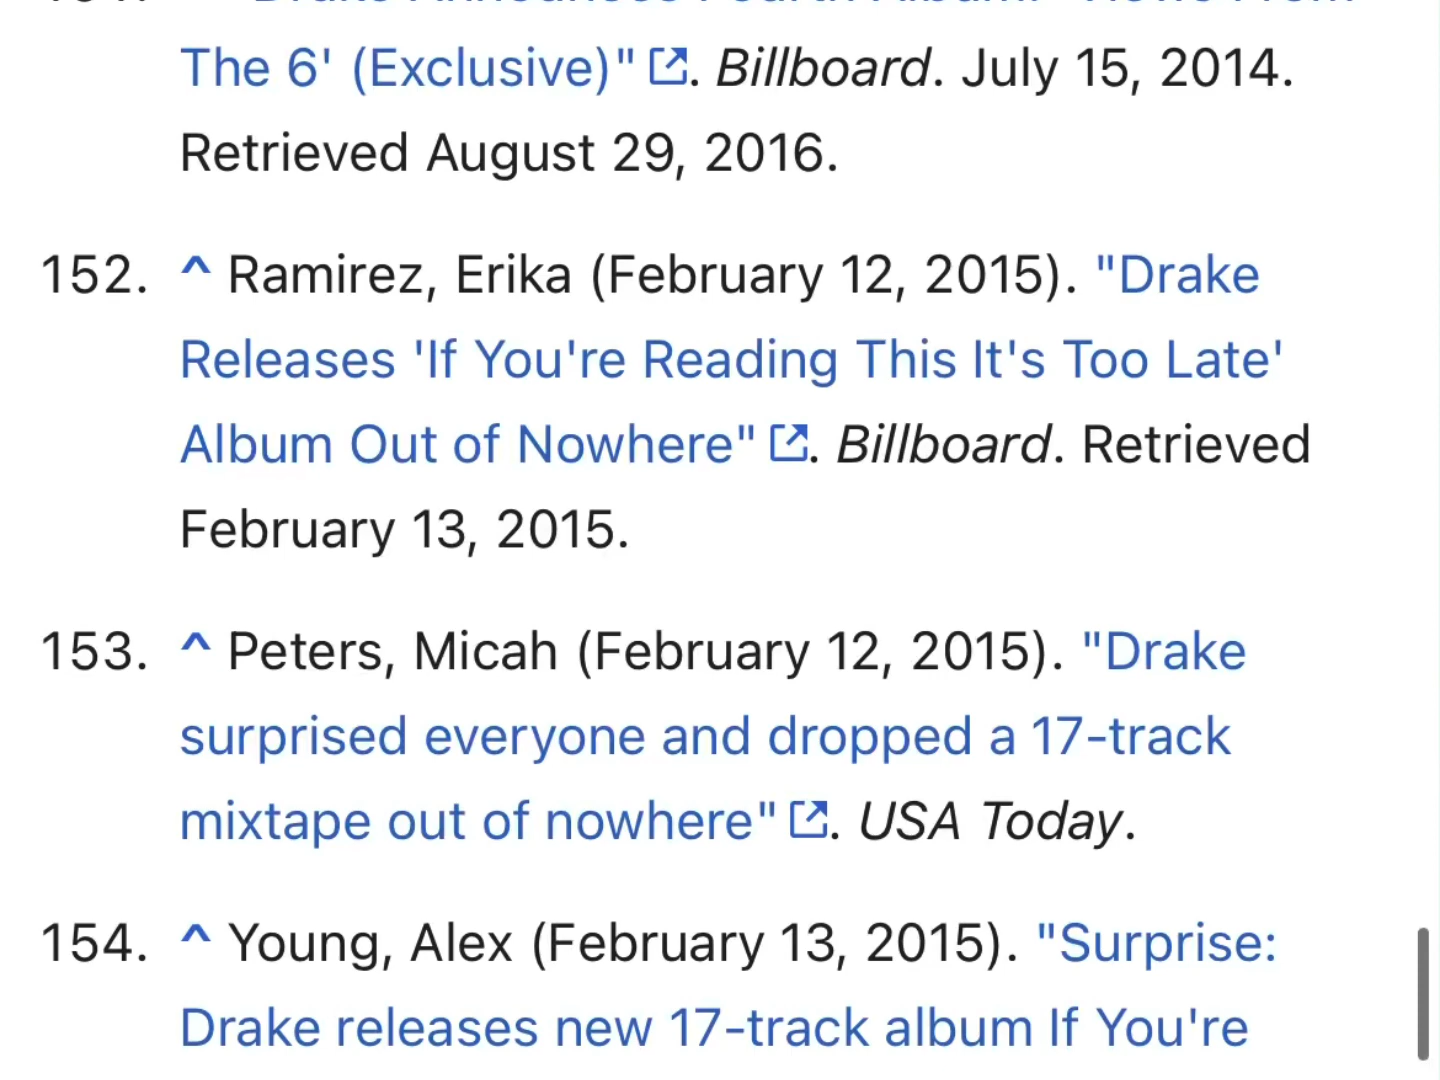 The 6' (Exclusive)". Billboard. July 15, 2014.
Retrieved August 29, 2016.
152. ^ Ramirez, Erika (February 12, 2015). "Drake
Releases 'If You're Reading This It's Too Late'
Album Out of Nowhere". Billboard. Retrieved
February 13, 2015.
153. ^ Peters, Micah (February 12, 2015). "Drake
surprised everyone and dropped a 17-track
mixtape out of nowhere". USA Today.
154. ^ Young, Alex (February 13, 2015). "Surprise:
Drake releases new 17-track album If You're